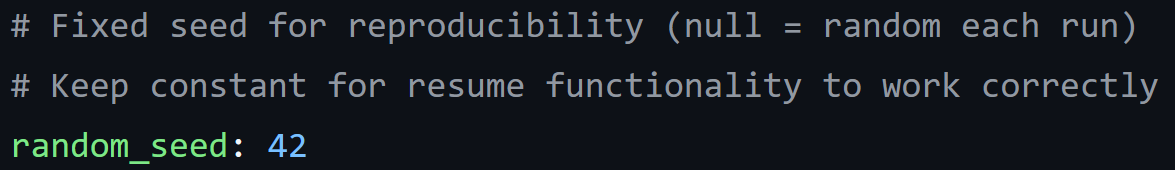 # Fixed seed for reproducibility (null = random each run)
# Keep constant for resume functionality to work correctly
random_seed: 42